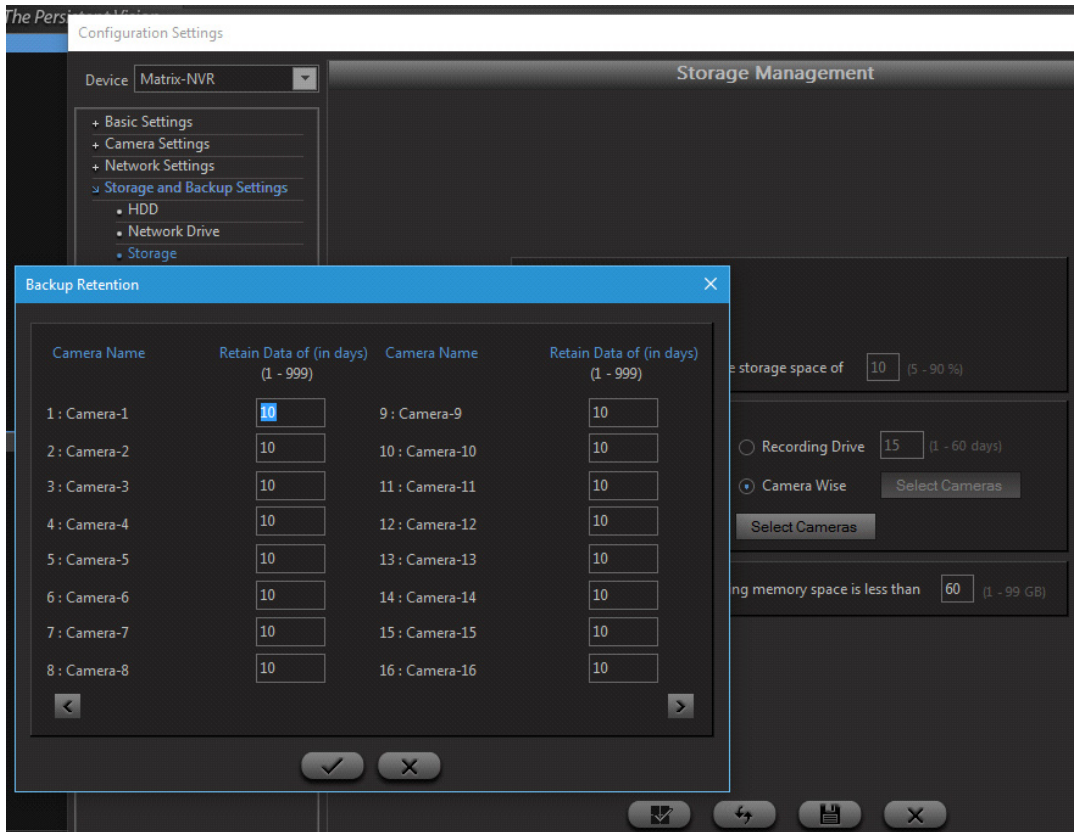 The Persistent Vision
Configuration Settings
Device Matrix-NVR
Storage Management
+ Basic Settings
+ Camera Settings
+ Network Settings
Storage and Backup Settings
• HDD
• Network Drive
• Storage
Backup Retention
Camera Name Retain Data of (in days) Camera Name Retain Data of (in days)
(1 - 999) (1 - 999)
1 : Camera-1 10 9 : Camera-9 10
2 : Camera-2 10 10 : Camera-10 10
3 : Camera-3 10 11 : Camera-11 10
4 : Camera-4 10 12 : Camera-12 10
5 : Camera-5 10 13 : Camera-13 10
6 : Camera-6 10 14 : Camera-14 10
7 : Camera-7 10 15 : Camera-15 10
8 : Camera-8 10 16 : Camera-16 10
< >
e storage space of 10 (5 - 90 %)
Recording Drive 15 (1 - 60 days)
Camera Wise Select Cameras
Select Cameras
ng memory space is less than 60 (1 - 99 GB)